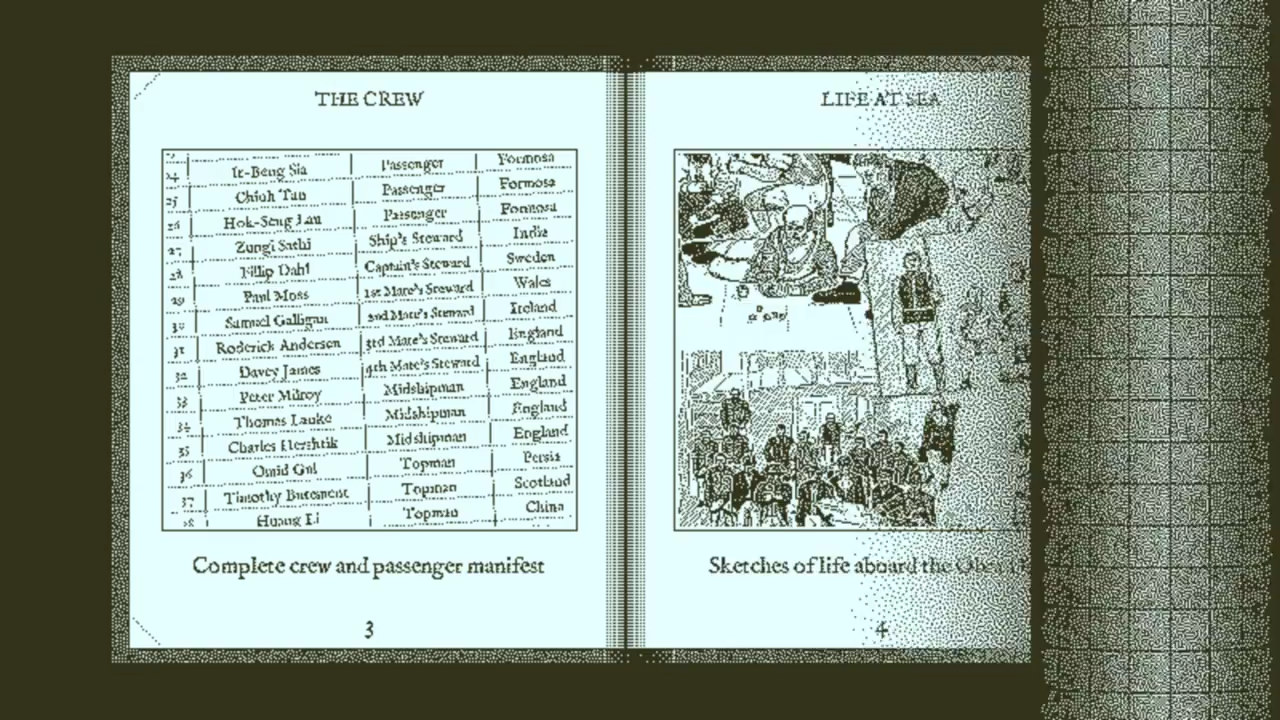 THE CREW
24 It-Beng Sia Passenger Formosa
25 Chioh Tan Passenger Formosa
26 Hok-Seng Lau Passenger Formosa
27 Zungi Sathi Ship's Steward India
28 Fillip Dahl Captain's Steward Sweden
29 Paul Moss 1st Mate's Steward Wales
30 Samuel Galligan 2nd Mate's Steward Ireland
31 Roderick Andersen 3rd Mate's Steward England
32 Davey James 4th Mate's Steward England
33 Peter Milroy Midshipman England
34 Thomas Lanke Midshipman England
35 Charles Hershtik Midshipman England
36 Omid Gul Topman Persia
37 Timothy Butement Topman Scotland
38 Huang Li Topman China
Complete crew and passenger manifest
3
LIFE AT SEA
Sketches of life aboard the Obra
4